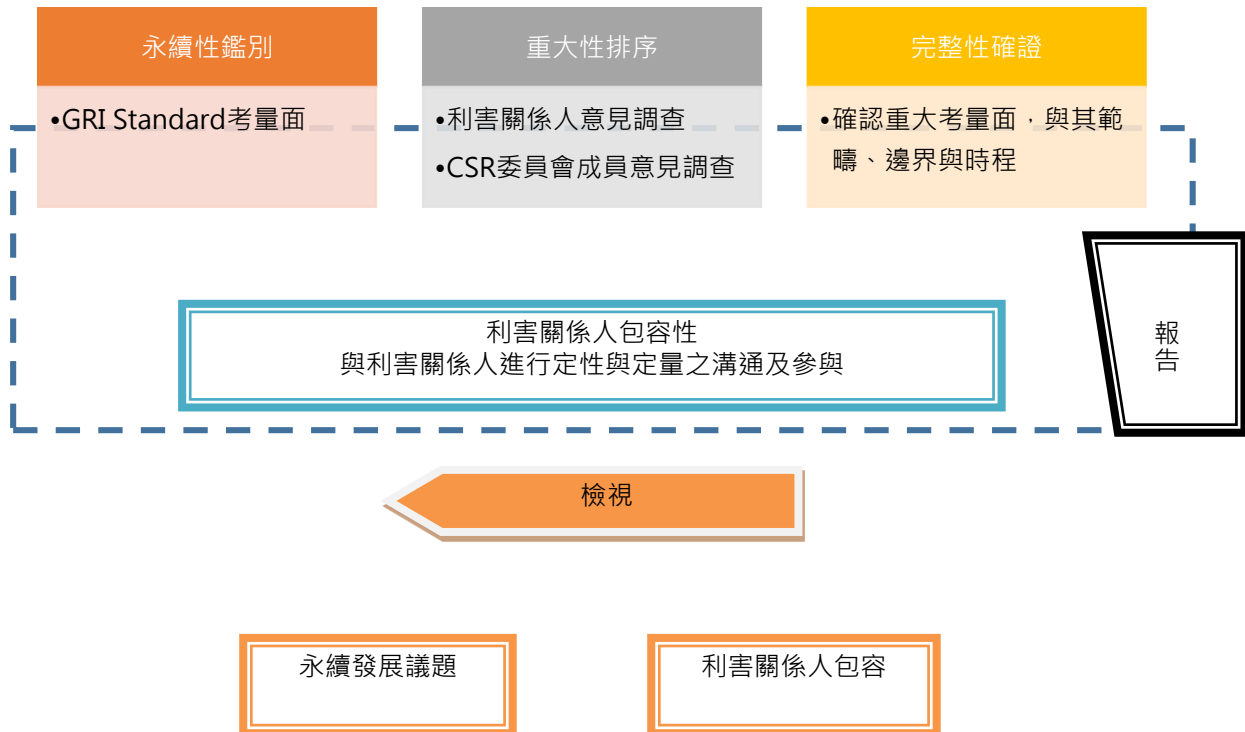 永續性鑑別
重大性排序
完整性確證
•GRI Standard考量面
•利害關係人意見調查
•CSR委員會成員意見調查
•確認重大考量面，與其範
疇、邊界與時程
利害關係人包容性
與利害關係人進行定性與定量之溝通及參與
報
告
檢視
永續發展議題
利害關係人包容